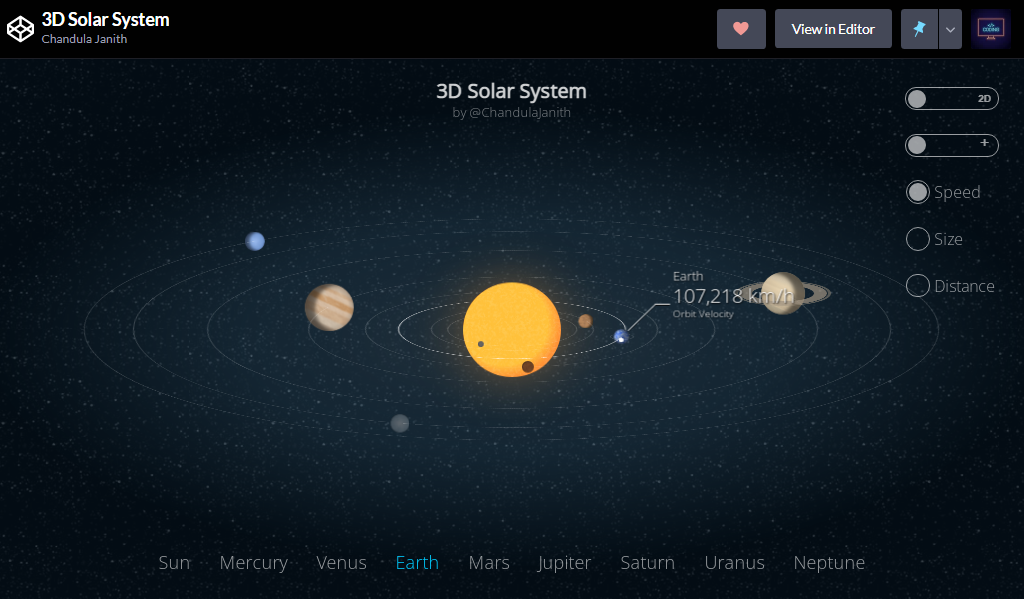 3D Solar System
Chandula Janith
View in Editor
3D Solar System
by @ChandulaJanith
2D
+
Speed
Size
Distance
Earth
107,218 km/h
Orbit Velocity
Sun Mercury Venus Earth Mars Jupiter Saturn Uranus Neptune